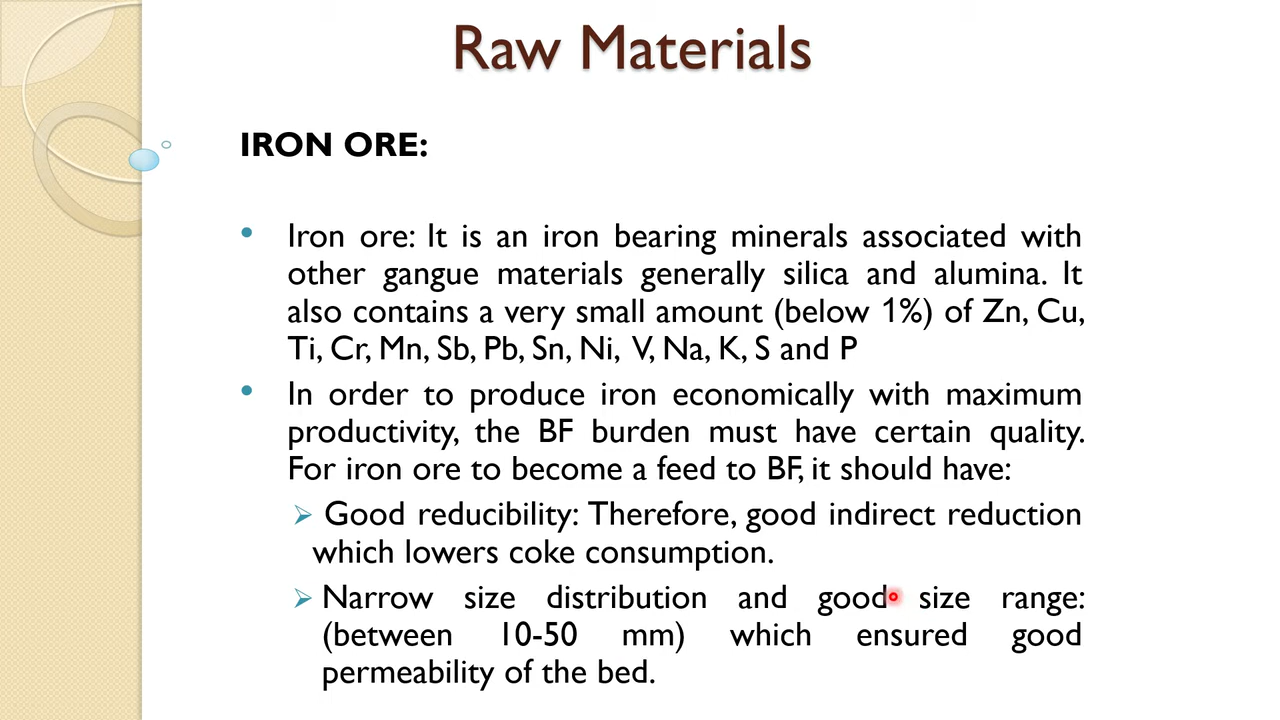 Raw Materials
IRON ORE:
• Iron ore: It is an iron bearing minerals associated with
other gangue materials generally silica and alumina. It
also contains a very small amount (below 1%) of Zn, Cu,
Ti, Cr, Mn, Sb, Pb, Sn, Ni, V, Na, K, S and P
• In order to produce iron economically with maximum
productivity, the BF burden must have certain quality.
For iron ore to become a feed to BF, it should have:
➢ Good reducibility: Therefore, good indirect reduction
which lowers coke consumption.
➢ Narrow size distribution and good size range:
(between 10-50 mm) which ensured good
permeability of the bed.